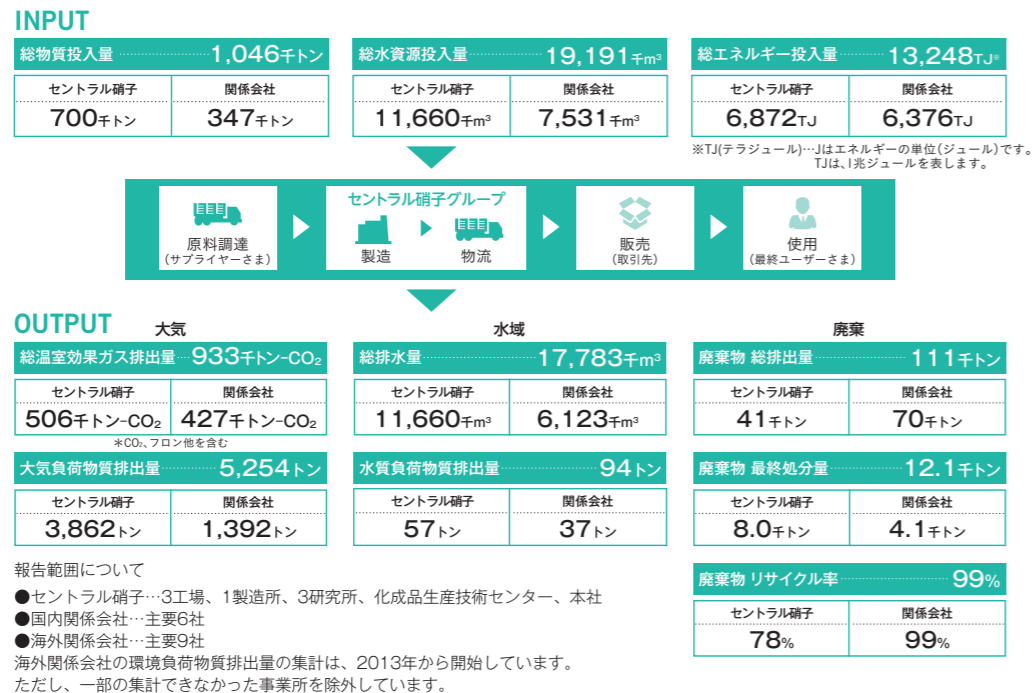 INPUT
総物質投入量 1,046千トン
セントラル硝子 関係会社
700千トン 347千トン
総水資源投入量 19,191千m³
セントラル硝子 関係会社
11,660千m³ 7,531千m³
総エネルギー投入量 13,248TJ※
セントラル硝子 関係会社
6,872TJ 6,376TJ
※TJ(テラジュール)…Jはエネルギーの単位(ジュール)です。
TJは、1兆ジュールを表します。
原料調達
(サプライヤーさま)
セントラル硝子グループ
製造 物流
販売
(取引先)
使用
(最終ユーザーさま)
OUTPUT
大気
総温室効果ガス排出量 933千トン-CO₂
セントラル硝子 関係会社
506千トン-CO₂ 427千トン-CO₂
*CO₂、フロン他を含む
大気負荷物質排出量 5,254トン
セントラル硝子 関係会社
3,862トン 1,392トン
水域
総排水量 17,783千m³
セントラル硝子 関係会社
11,660千m³ 6,123千m³
水質負荷物質排出量 94トン
セントラル硝子 関係会社
57トン 37トン
廃棄
廃棄物 総排出量 111千トン
セントラル硝子 関係会社
41千トン 70千トン
廃棄物 最終処分量 12.1千トン
セントラル硝子 関係会社
8.0千トン 4.1千トン
廃棄物 リサイクル率 99%
セントラル硝子 関係会社
78% 99%
報告範囲について
●セントラル硝子…3工場、1製造所、3研究所、化成品生産技術センター、本社
●国内関係会社…主要6社
●海外関係会社…主要9社
海外関係会社の環境負荷物質排出量の集計は、2013年から開始しています。
ただし、一部の集計できなかった事業所を除外しています。